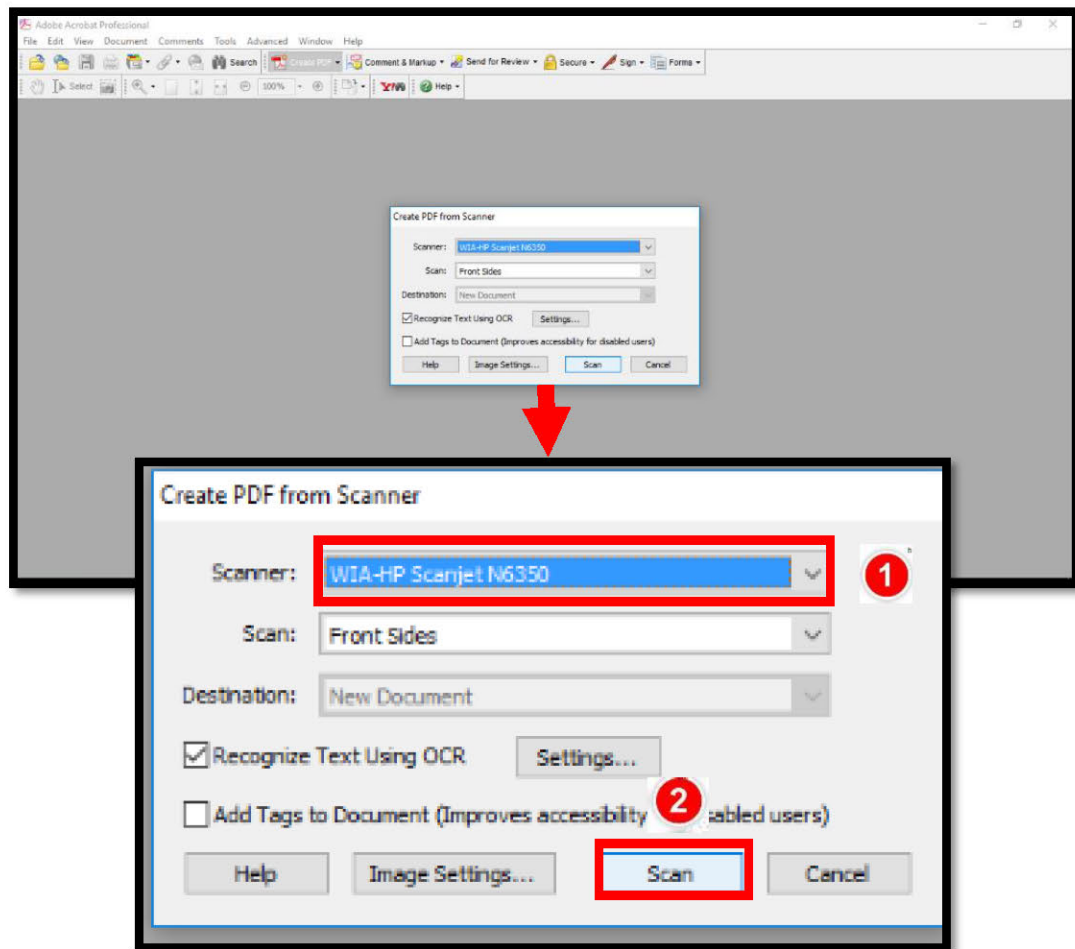 Adobe Acrobat Professional
File Edit View Document Comments Tools Advanced Window Help
Search Create PDF Comment & Markup Send for Review Secure Sign Forms
Select 100% Help
Create PDF from Scanner
Scanner: WIA-HP Scanjet N6350
Scan: Front Sides
Destination: New Document
Recognize Text Using OCR Settings...
Add Tags to Document (Improves accessibility for disabled users)
Help Image Settings... Scan Cancel
Create PDF from Scanner
Scanner: WIA-HP Scanjet N6350 1
Scan: Front Sides
Destination: New Document
Recognize Text Using OCR Settings...
Add Tags to Document (Improves accessibility 2 sabled users)
Help Image Settings... Scan Cancel